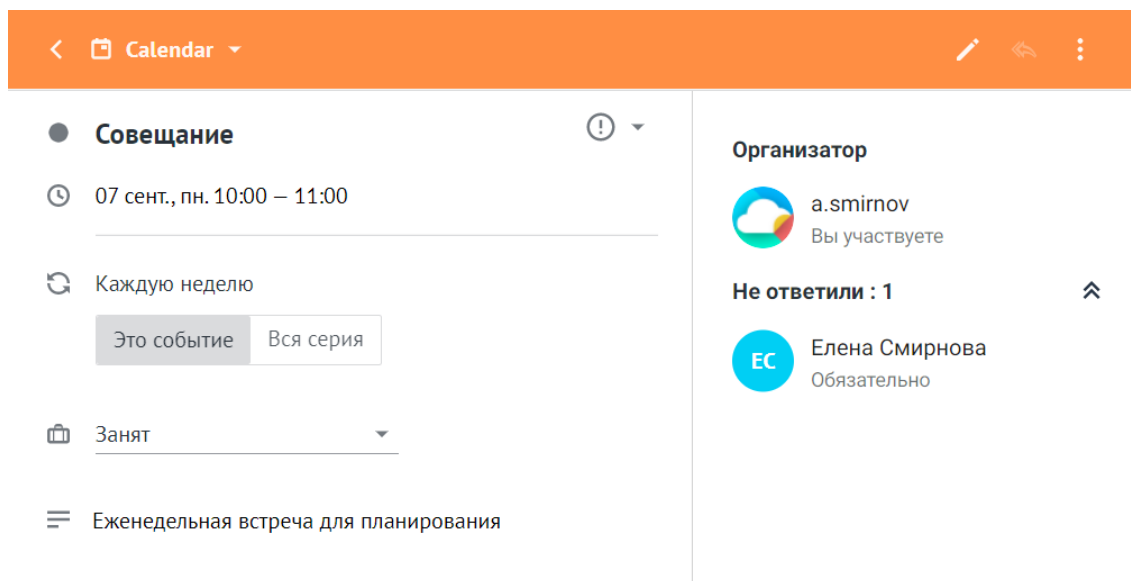 Calendar
Совещание
07 сент., пн. 10:00 — 11:00
Каждую неделю
Это событие
Вся серия
Занят
Еженедельная встреча для планирования
Организатор
a.smirnov
Вы участвуете
Не ответили : 1
ЕС
Елена Смирнова
Обязательно